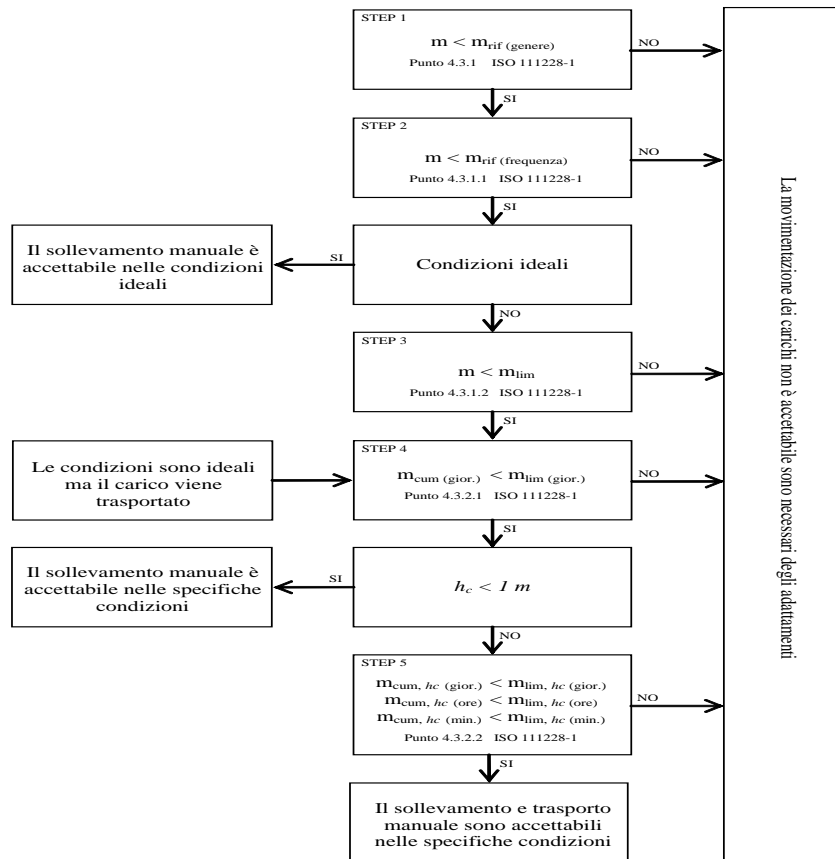 STEP 1
m < mrif (genere)
Punto 4.3.1 ISO 111228-1
NO
SI
STEP 2
m < mrif (frequenza)
Punto 4.3.1.1 ISO 111228-1
NO
SI
Il sollevamento manuale è
accettabile nelle condizioni
ideali
SI
Condizioni ideali
NO
STEP 3
m < mlim
Punto 4.3.1.2 ISO 111228-1
NO
SI
Le condizioni sono ideali
ma il carico viene
trasportato
STEP 4
mcum (gior.) < mlim (gior.)
Punto 4.3.2.1 ISO 111228-1
NO
SI
Il sollevamento manuale è
accettabile nelle specifiche
condizioni
SI
hc < 1 m
NO
STEP 5
mcum, hc (gior.) < mlim, hc (gior.)
mcum, hc (ore) < mlim, hc (ore)
mcum, hc (min.) < mlim, hc (min.)
Punto 4.3.2.2 ISO 111228-1
NO
SI
Il sollevamento e trasporto
manuale sono accettabili
nelle specifiche condizioni
La movimentazione dei carichi non è accettabile sono necessari degli adattamenti